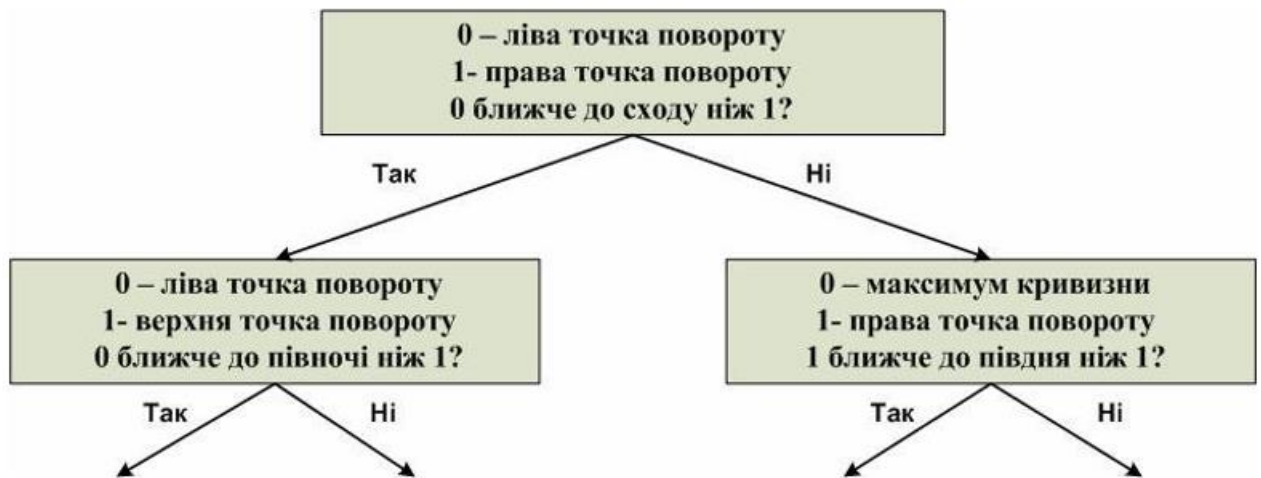 0 – ліва точка повороту
1- права точка повороту
0 ближче до сходу ніж 1?
Так
Ні
0 – ліва точка повороту
1- верхня точка повороту
0 ближче до півночі ніж 1?
0 – максимум кривизни
1- права точка повороту
1 ближче до півдня ніж 1?
Так
Ні
Так
Ні